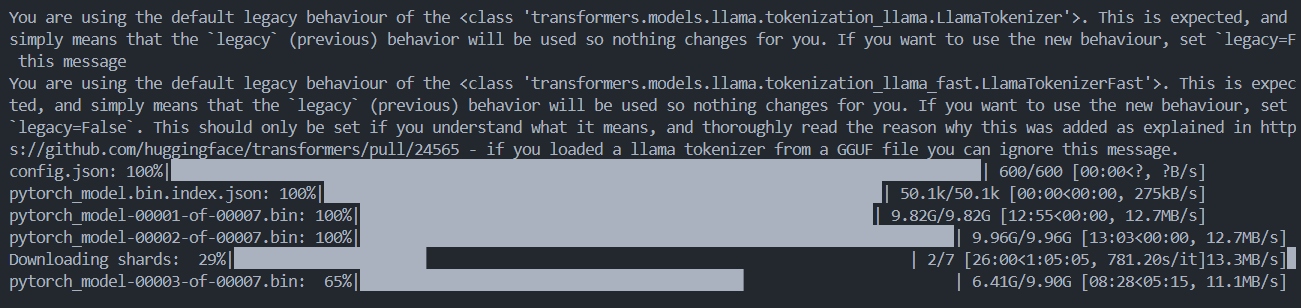 You are using the default legacy behaviour of the <class 'transformers.models.llama.tokenization_llama.LlamaTokenizer'>. This is expected, and
simply means that the `legacy` (previous) behavior will be used so nothing changes for you. If you want to use the new behaviour, set `legacy=F
 this message
You are using the default legacy behaviour of the <class 'transformers.models.llama.tokenization_llama_fast.LlamaTokenizerFast'>. This is expec
ted, and simply means that the `legacy` (previous) behavior will be used so nothing changes for you. If you want to use the new behaviour, set
`legacy=False`. This should only be set if you understand what it means, and thoroughly read the reason why this was added as explained in http
s://github.com/huggingface/transformers/pull/24565 - if you loaded a llama tokenizer from a GGUF file you can ignore this message.
config.json: 100%| | 600/600 [00:00<?, ?B/s]
pytorch_model.bin.index.json: 100%| | 50.1k/50.1k [00:00<00:00, 275kB/s]
pytorch_model-00001-of-00007.bin: 100%| | 9.82G/9.82G [12:55<00:00, 12.7MB/s]
pytorch_model-00002-of-00007.bin: 100%| | 9.96G/9.96G [13:03<00:00, 12.7MB/s]
Downloading shards:  29%| | 2/7 [26:00<1:05:05, 781.20s/it]13.3MB/s]
pytorch_model-00003-of-00007.bin:  65%| | 6.41G/9.90G [08:28<05:15, 11.1MB/s]